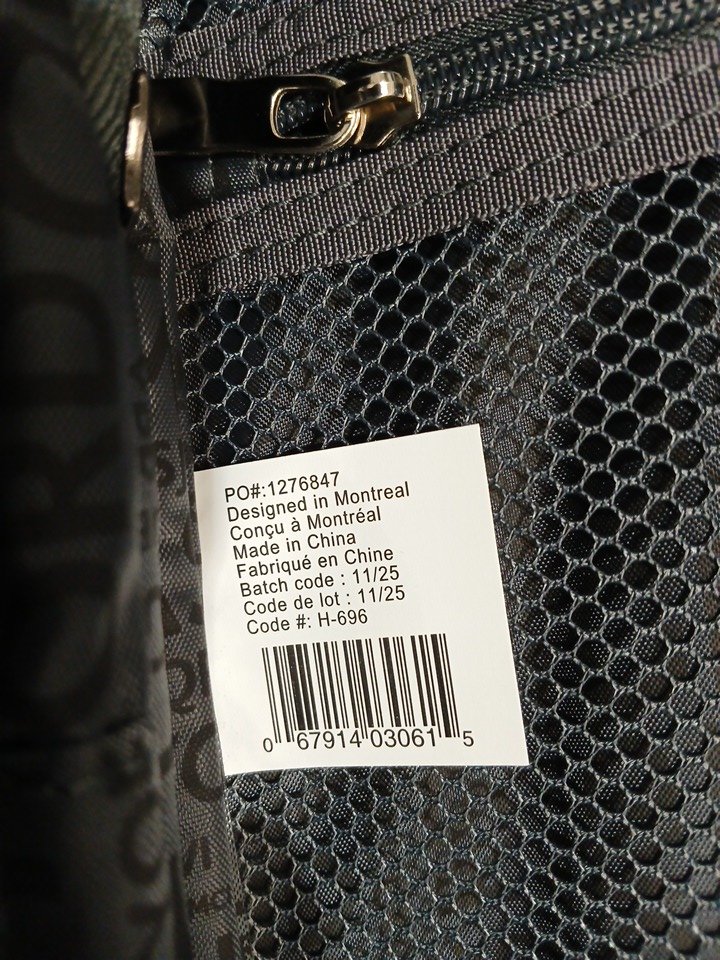 PO#:1276847
Designed in Montreal
Conçu à Montréal
Made in China
Fabriqué en Chine
Batch code : 11/25
Code de lot : 11/25
Code #: H-696
0 67914 03061 5